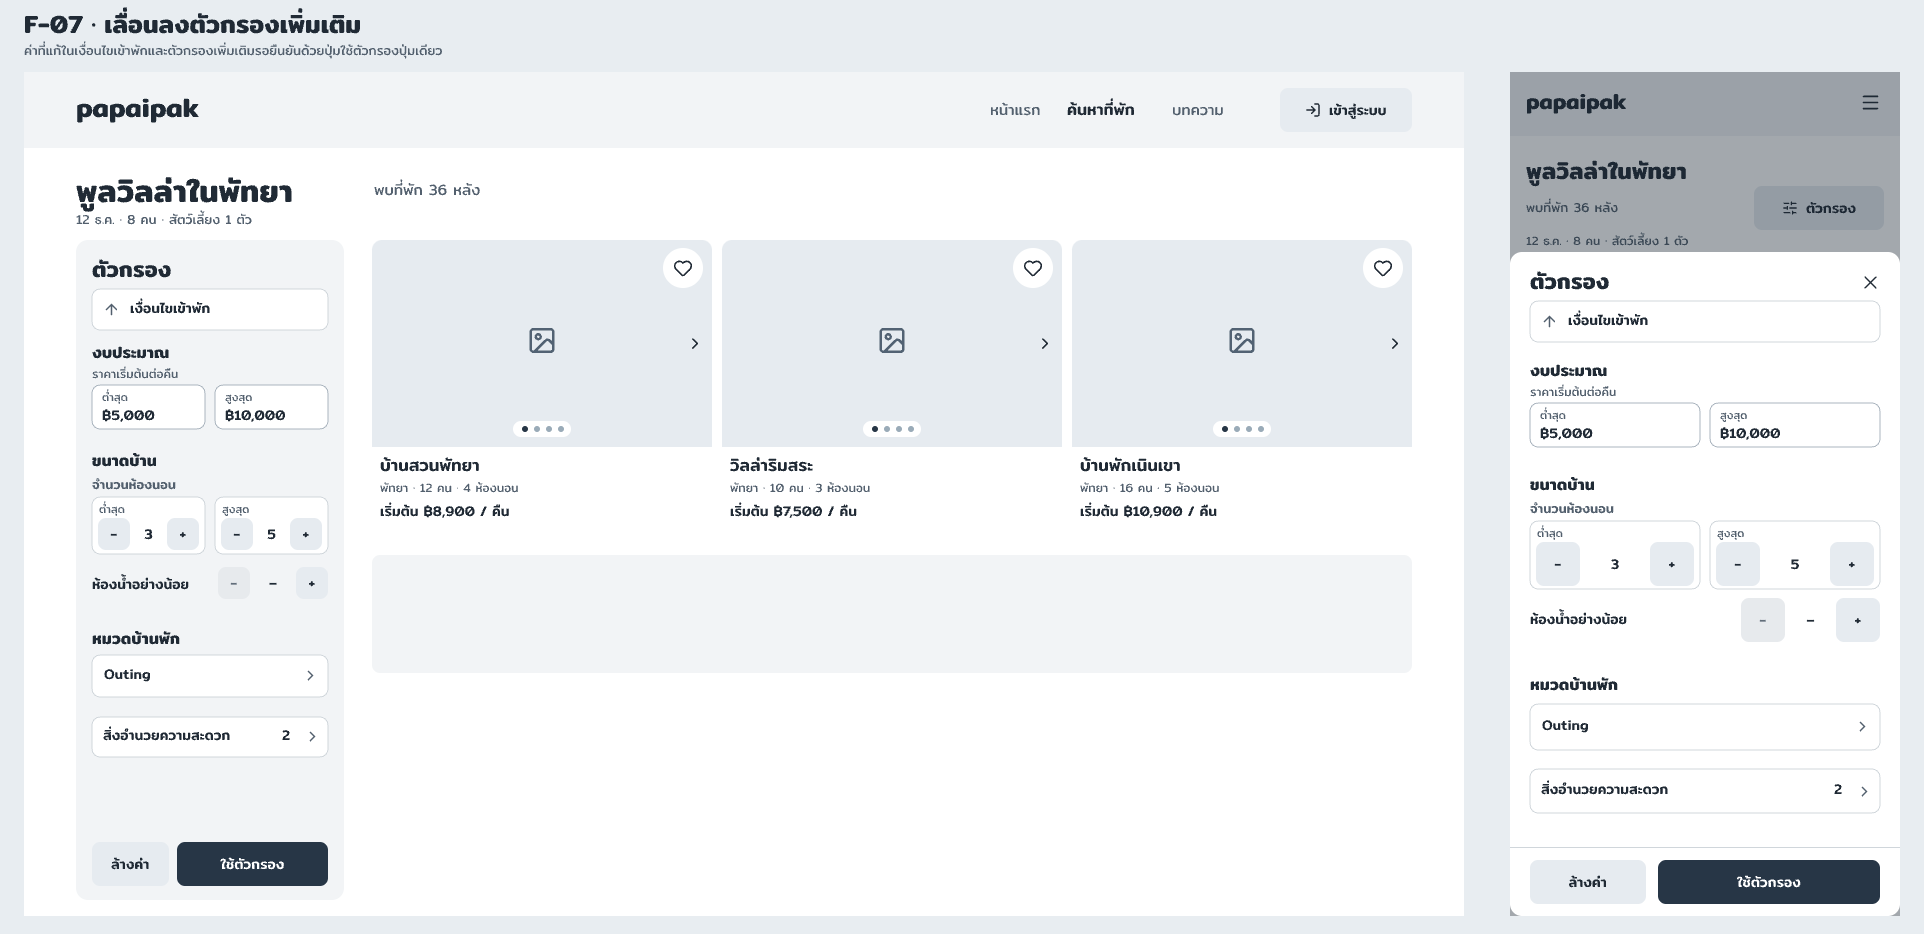 F-07 · เลื่อนลงตัวกรองเพิ่มเติม
ค่าที่แก้ในเงื่อนไขเข้าพักและตัวกรองเพิ่มเติมรอยืนยันด้วยปุ่มใช้ตัวกรองปุ่มเดียว
papaipak
หน้าแรก
ค้นหาที่พัก
บทความ
เข้าสู่ระบบ
พูลวิลล่าในพัทยา
12 ธ.ค. · 8 คน · สัตว์เลี้ยง 1 ตัว
พบที่พัก 36 หลัง
ตัวกรอง
เงื่อนไขเข้าพัก
งบประมาณ
ราคาเริ่มต้นต่อคืน
ต่ำสุด
฿5,000
สูงสุด
฿10,000
ขนาดบ้าน
จำนวนห้องนอน
ต่ำสุด
- 3 +
สูงสุด
- 5 +
ห้องน้ำอย่างน้อย - – +
หมวดบ้านพัก
Outing
สิ่งอำนวยความสะดวก 2
ล้างค่า
ใช้ตัวกรอง
บ้านสวนพัทยา
พัทยา · 12 คน · 4 ห้องนอน
เริ่มต้น ฿8,900 / คืน
วิลล่าริมสระ
พัทยา · 10 คน · 3 ห้องนอน
เริ่มต้น ฿7,500 / คืน
บ้านพักเนินเขา
พัทยา · 16 คน · 5 ห้องนอน
เริ่มต้น ฿10,900 / คืน
papaipak
พูลวิลล่าในพัทยา
พบที่พัก 36 หลัง
ตัวกรอง
12 ธ.ค. · 8 คน · สัตว์เลี้ยง 1 ตัว
ตัวกรอง
เงื่อนไขเข้าพัก
งบประมาณ
ราคาเริ่มต้นต่อคืน
ต่ำสุด
฿5,000
สูงสุด
฿10,000
ขนาดบ้าน
จำนวนห้องนอน
ต่ำสุด
- 3 +
สูงสุด
- 5 +
ห้องน้ำอย่างน้อย - – +
หมวดบ้านพัก
Outing
สิ่งอำนวยความสะดวก 2
ล้างค่า
ใช้ตัวกรอง